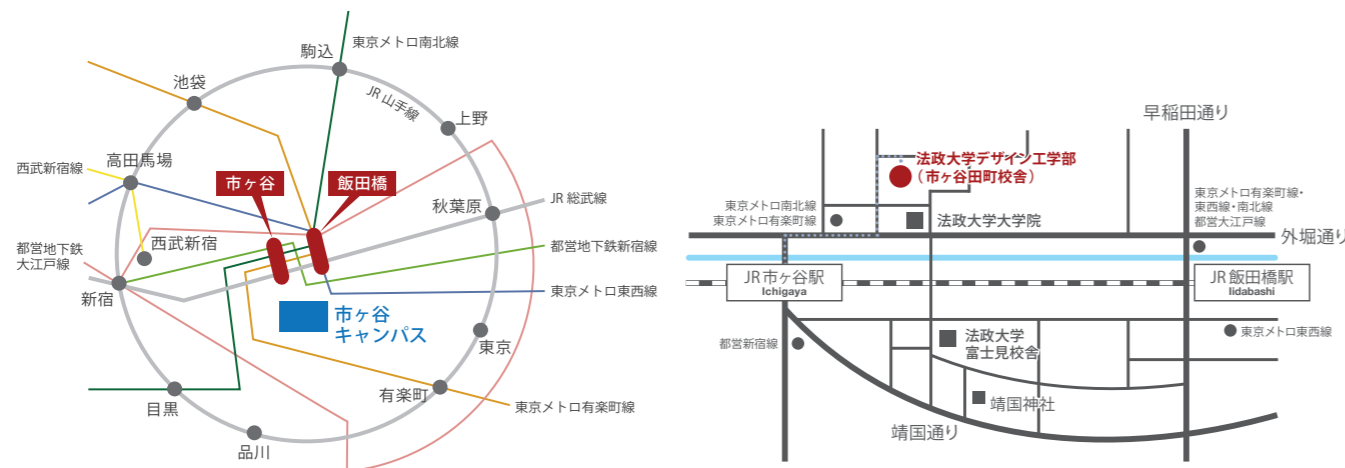 駒込
東京メトロ南北線
池袋
JR 山手線
上野
高田馬場
西武新宿線
市ヶ谷
飯田橋
秋葉原
JR 総武線
西武新宿
都営地下鉄
大江戸線
都営地下鉄新宿線
新宿
東京メトロ東西線
市ヶ谷
キャンパス
東京
有楽町
東京メトロ有楽町線
目黒
品川
早稲田通り
法政大学デザイン工学部
（市ヶ谷田町校舎）
東京メトロ南北線
東京メトロ有楽町線
法政大学大学院
東京メトロ有楽町線・
東西線・南北線
都営大江戸線
外堀通り
JR 市ヶ谷駅
Ichigaya
JR 飯田橋駅
Iidabashi
都営新宿線
法政大学
富士見校舎
東京メトロ東西線
靖国神社
靖国通り